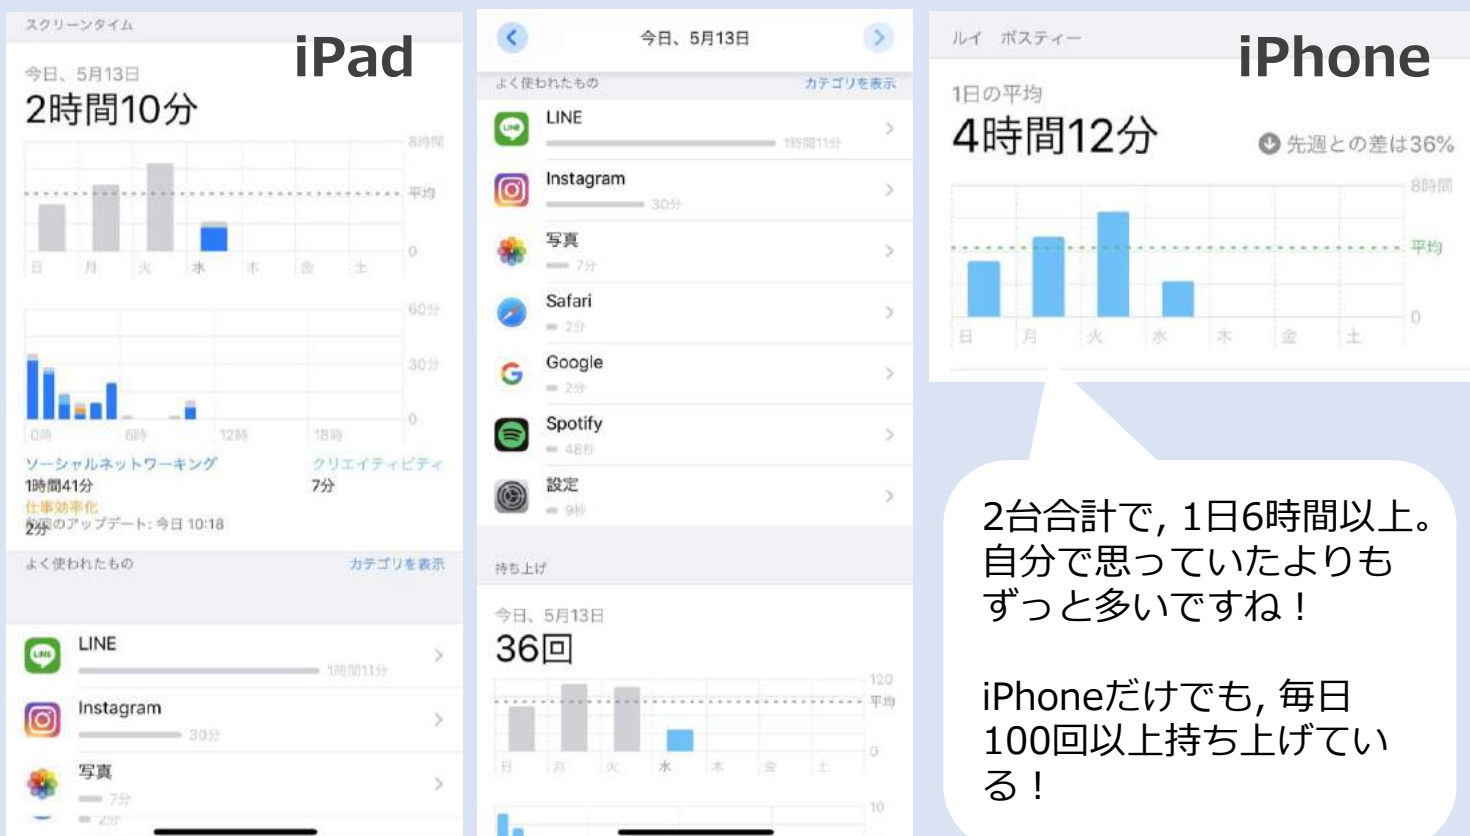 スクリーンタイム
iPad
今日、5月13日
2時間10分
8時間
平均
0
日 月 火 水 木 金 土
60分
30分
0
0時 6時 12時 18時
ソーシャルネットワーキング クリエイティビティ
1時間41分 7分
仕事効率化
2分
前回のアップデート: 今日 10:18
よく使われたもの カテゴリを表示
LINE
1時間11分
Instagram
30分
写真
7分
2分
今日、5月13日
よく使われたもの カテゴリを表示
LINE
1時間11分
Instagram
30分
写真
7分
Safari
2分
Google
2分
Spotify
48秒
設定
9秒
持ち上げ
今日、5月13日
36回
120
平均
0
日 月 火 水 木 金 土
10
ルイ ボスティー
iPhone
1日の平均
4時間12分
先週との差は36%
8時間
平均
0
日 月 火 水 木 金 土
2台合計で, 1日6時間以上。
自分で思っていたよりも
ずっと多いですね！
iPhoneだけでも, 毎日
100回以上持ち上げてい
る！